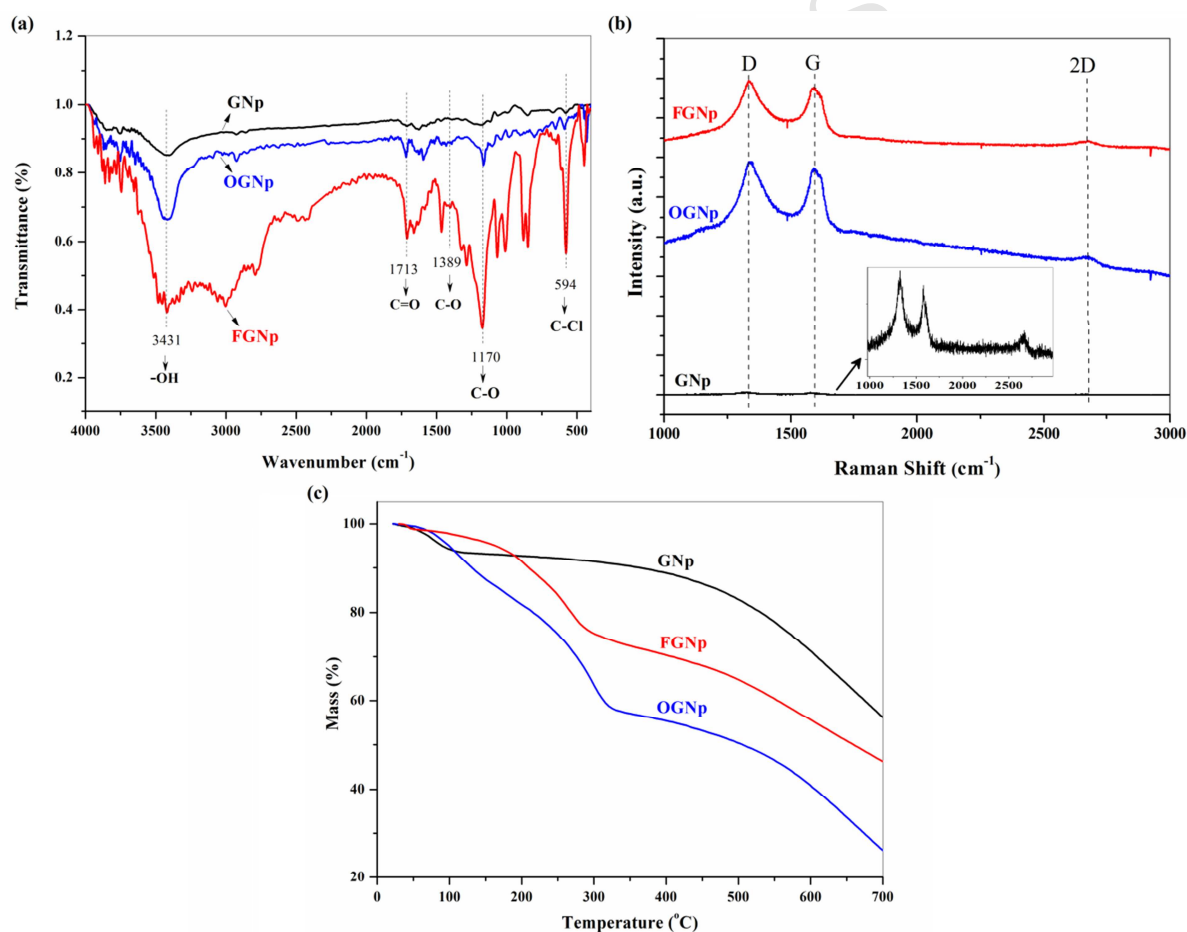 (a)
1.2
1.0
0.8
0.6
0.4
0.2
Transmittance (%)
GNp
OGNp
FGNp
3431
-OH
1713
C=O
1389
C-O
1170
C-O
594
C-Cl
4000 3500 3000 2500 2000 1500 1000 500
Wavenumber (cm⁻¹)
(b)
D G 2D
FGNp
OGNp
GNp
Intensity (a.u.)
1000 1500 2000 2500
1000 1500 2000 2500 3000
Raman Shift (cm⁻¹)
(c)
100
80
60
40
20
Mass (%)
GNp
FGNp
OGNp
0 100 200 300 400 500 600 700
Temperature (°C)